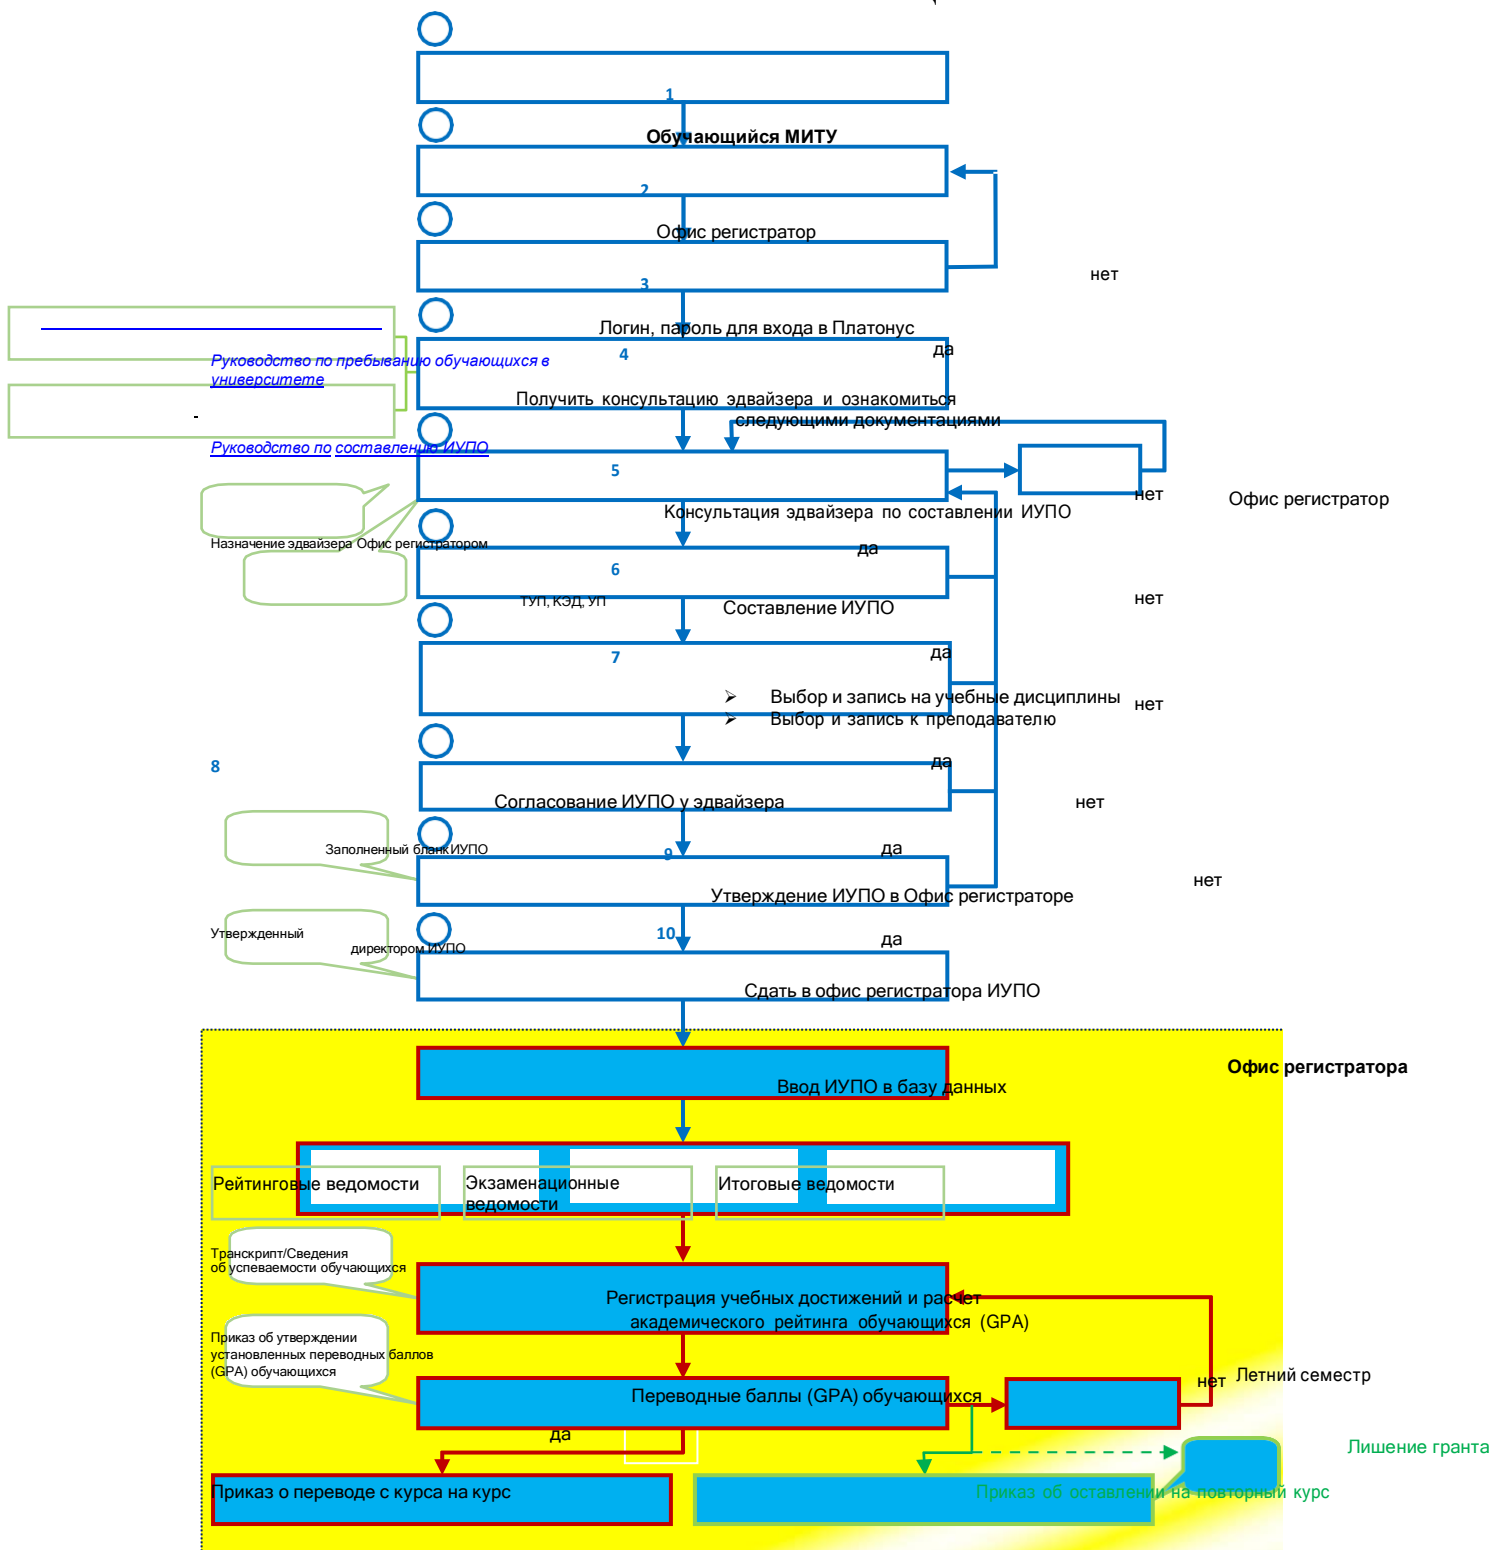 1
Обучающийся МИТУ
2
Офис регистратор
нет
3
Логин, пароль для входа в Платонус
да
4
Руководство по пребыванию обучающихся в
университете
Получить консультацию эдвайзера и ознакомиться
следующими документациями
-
Руководство по составлению ИУПО
5
нет
Офис регистратор
Консультация эдвайзера по составлении ИУПО
Назначение эдвайзера Офис регистратором
да
6
ТУП, КЭД, УП
Составление ИУПО
нет
да
7
➢ Выбор и запись на учебные дисциплины
➢ Выбор и запись к преподавателю
нет
да
8
Согласование ИУПО у эдвайзера
нет
Заполненный бланк ИУПО
9
да
Утверждение ИУПО в Офис регистраторе
нет
Утвержденный
директором ИУПО
10
да
Сдать в офис регистратора ИУПО
Офис регистратора
Ввод ИУПО в базу данных
Рейтинговые ведомости
Экзаменационные
ведомости
Итоговые ведомости
Транскрипт/Сведения
об успеваемости обучающихся
Регистрация учебных достижений и расчет
академического рейтинга обучающихся (GPA)
Приказ об утверждении
установленных переводных баллов
(GPA) обучающихся
Переводные баллы (GPA) обучающихся
нет
Летний семестр
да
Лишение гранта
Приказ о переводе с курса на курс
Приказ об оставлении на повторный курс